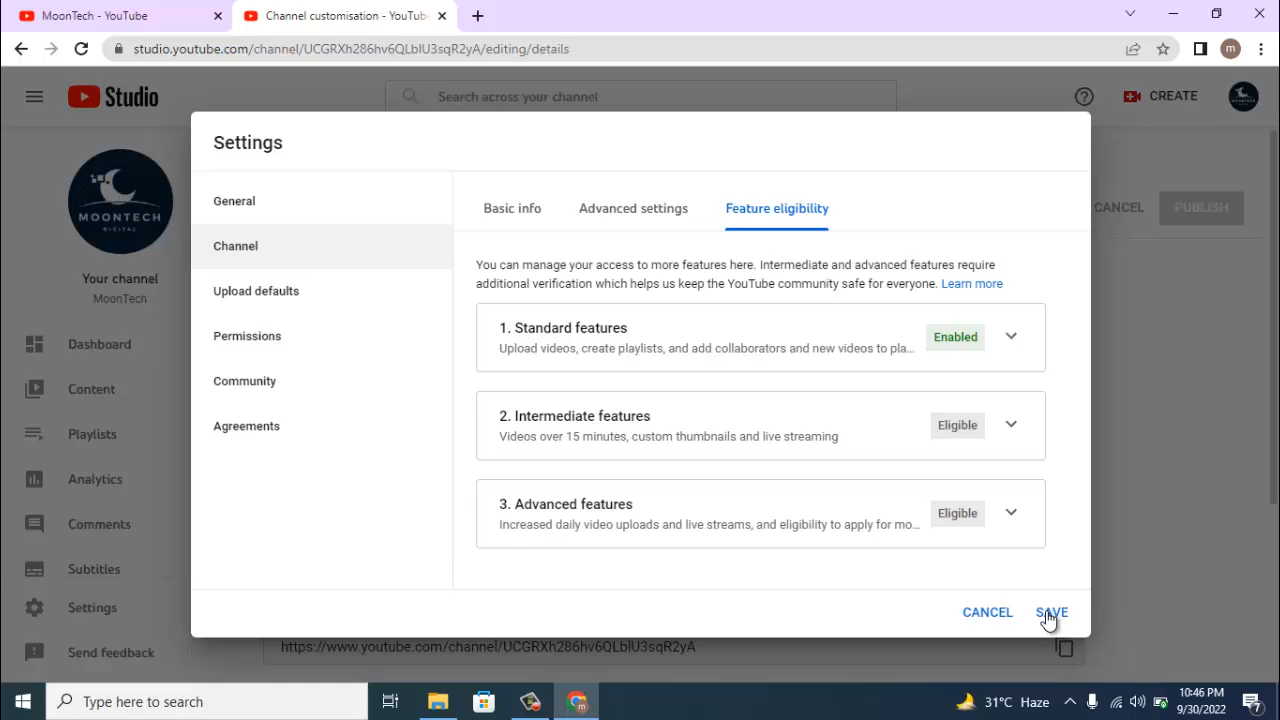 MoonTech - YouTube
Channel customisation - YouTube
studio.youtube.com/channel/UCGRXh286hv6QLblU3sqR2yA/editing/details
m
Studio
Search across your channel
CREATE
MOONTECH
DIGITAL
Your channel
MoonTech
Dashboard
Content
Playlists
Analytics
Comments
Subtitles
Settings
Send feedback
CANCEL
PUBLISH
Settings
General
Channel
Upload defaults
Permissions
Community
Agreements
Basic info
Advanced settings
Feature eligibility
You can manage your access to more features here. Intermediate and advanced features require
additional verification which helps us keep the YouTube community safe for everyone. Learn more
1. Standard features
Upload videos, create playlists, and add collaborators and new videos to pla...
Enabled
2. Intermediate features
Videos over 15 minutes, custom thumbnails and live streaming
Eligible
3. Advanced features
Increased daily video uploads and live streams, and eligibility to apply for mo...
Eligible
CANCEL
SAVE
https://www.youtube.com/channel/UCGRXh286hv6QLblU3sqR2yA
Type here to search
m
31°C Haze
10:46 PM
9/30/2022
7